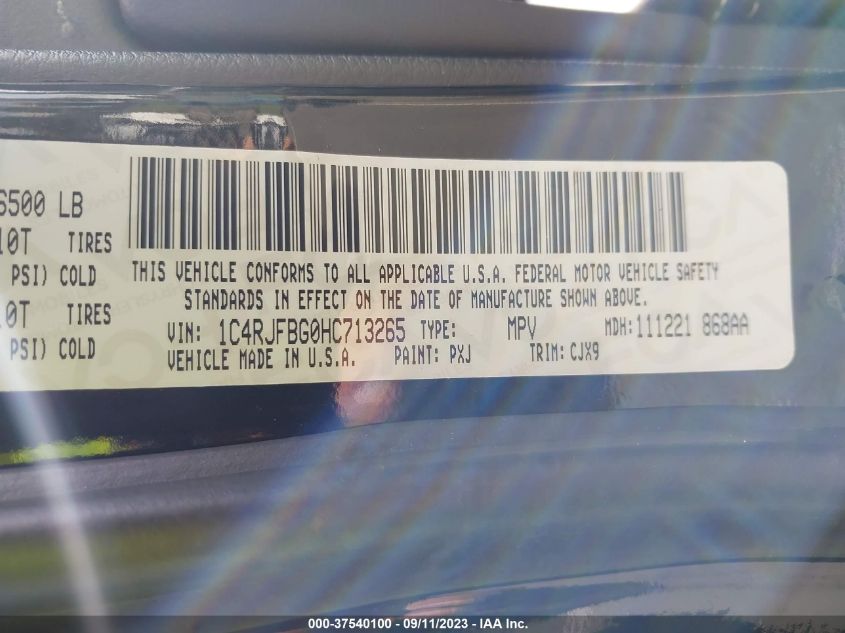 6500 LB
10T TIRES
PSI) COLD
0T TIRES
PSI) COLD
THIS VEHICLE CONFORMS TO ALL APPLICABLE U.S.A. FEDERAL MOTOR VEHICLE SAFETY
STANDARDS IN EFFECT ON THE DATE OF MANUFACTURE SHOWN ABOVE.
VIN: 1C4RJFBG0HC713265 TYPE: MPV MDH: 111221 868AA
VEHICLE MADE IN U.S.A. PAINT: PXJ TRIM: CJX9
000-37540100 - 09/11/2023 - IAA Inc.